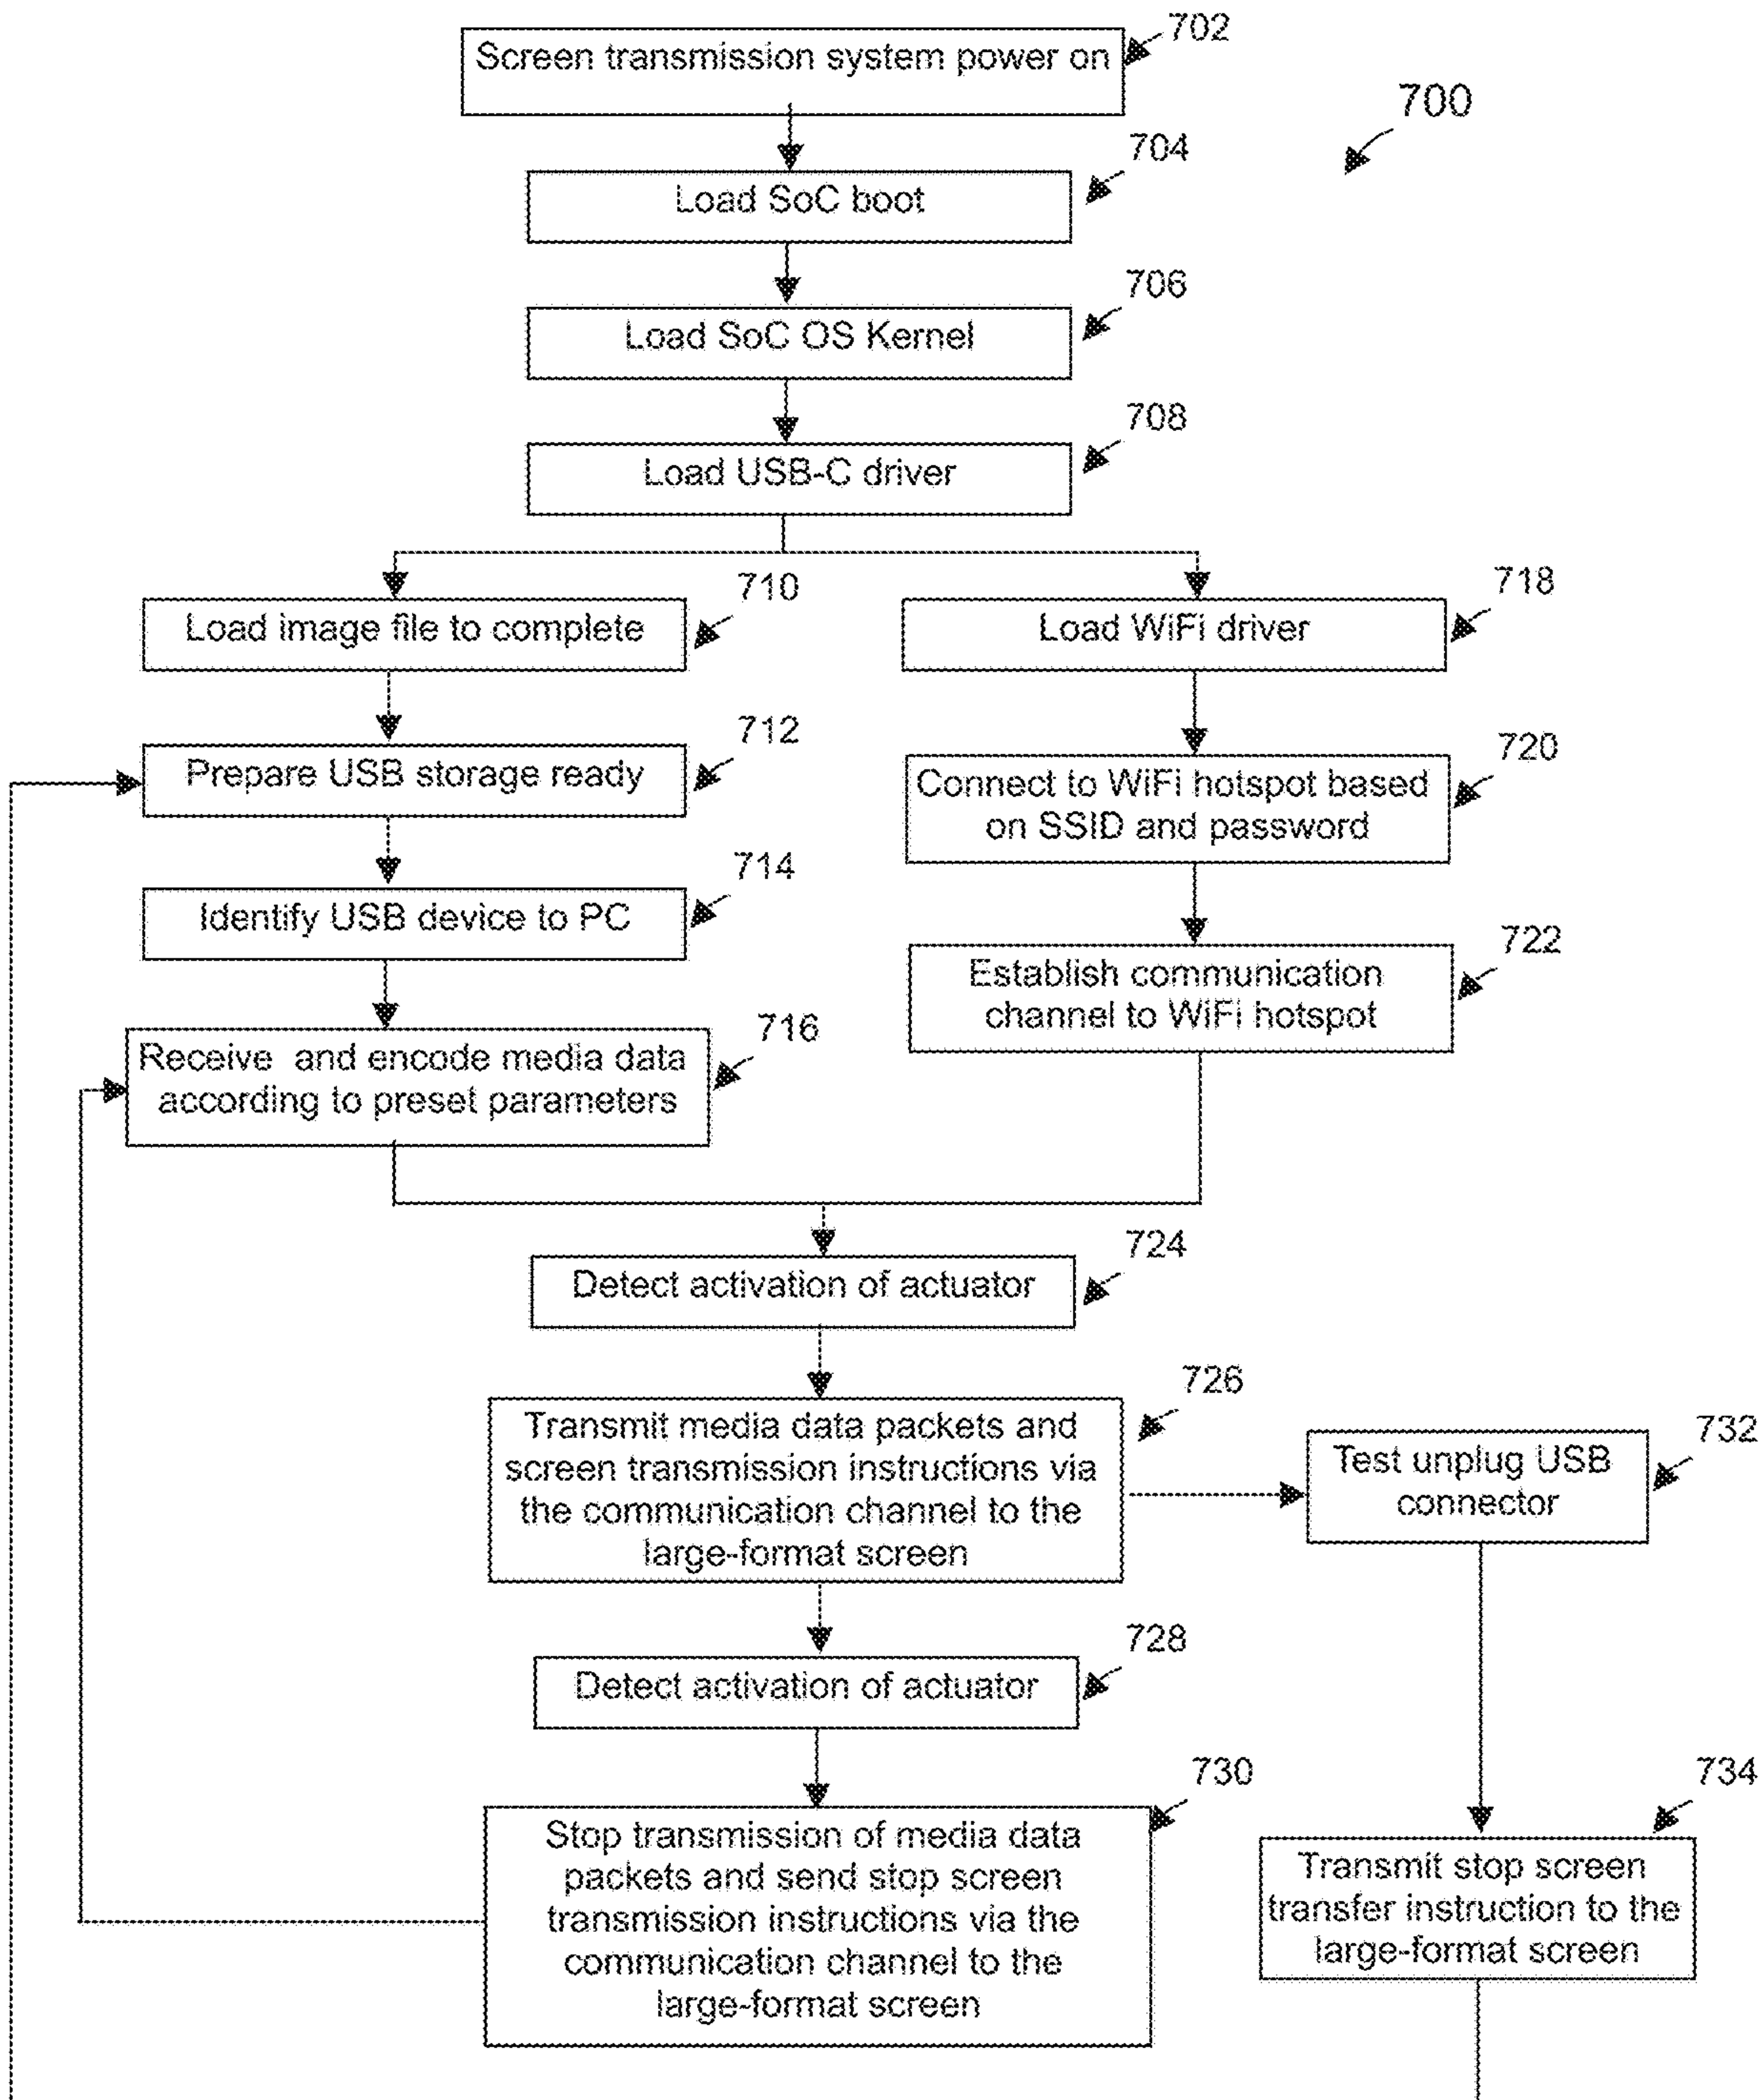 702
Screen transmission system power on
700
704
Load SoC boot
706
Load SoC OS Kernel
708
Load USB-C driver
710
Load image file to complete
718
Load WiFi driver
712
Prepare USB storage ready
720
Connect to WiFi hotspot based
on SSID and password
714
Identify USB device to PC
722
Establish communication
channel to WiFi hotspot
716
Receive and encode media data
according to preset parameters
724
Detect activation of actuator
726
Transmit media data packets and
screen transmission instructions via
the communication channel to the
large-format screen
732
Test unplug USB
connector
728
Detect activation of actuator
730
Stop transmission of media data
packets and send stop screen
transmission instructions via the
communication channel to the
large-format screen
734
Transmit stop screen
transfer instruction to the
large-format screen